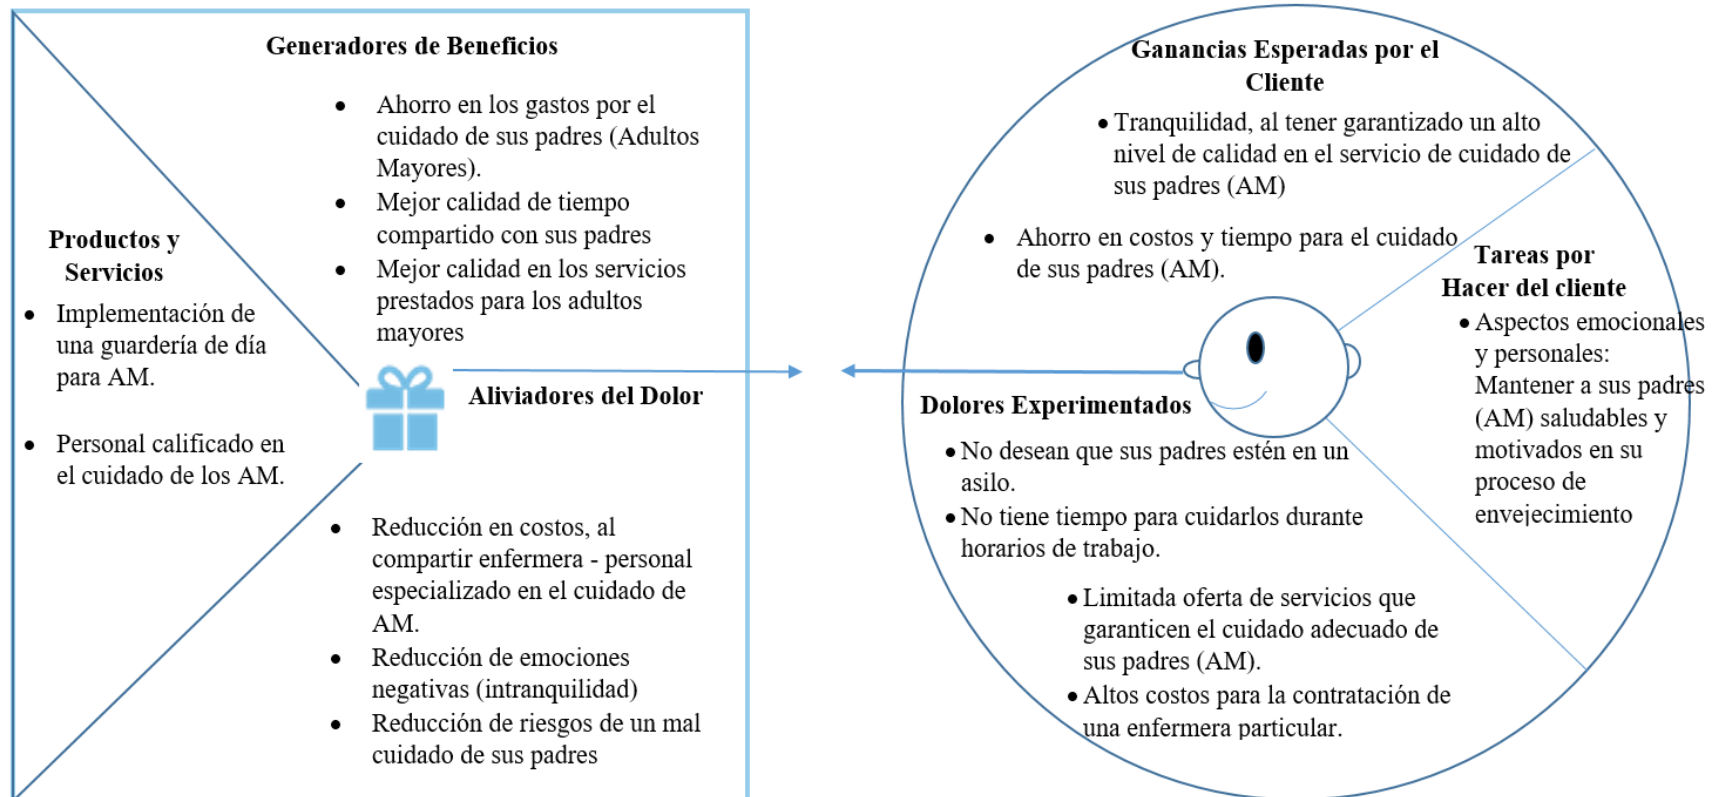 Generadores de Beneficios
• Ahorro en los gastos por el
cuidado de sus padres (Adultos
Mayores).
• Mejor calidad de tiempo
compartido con sus padres
• Mejor calidad en los servicios
prestados para los adultos
mayores
Productos y
Servicios
• Implementación de
una guardería de día
para AM.
• Personal calificado en
el cuidado de los AM.
Aliviadores del Dolor
• Reducción en costos, al
compartir enfermera - personal
especializado en el cuidado de
AM.
• Reducción de emociones
negativas (intranquilidad)
• Reducción de riesgos de un mal
cuidado de sus padres
Ganancias Esperadas por el
Cliente
• Tranquilidad, al tener garantizado un alto
nivel de calidad en el servicio de cuidado de
sus padres (AM)
• Ahorro en costos y tiempo para el cuidado
de sus padres (AM).
Tareas por
Hacer del cliente
• Aspectos emocionales
y personales:
Mantener a sus padres
(AM) saludables y
motivados en su
proceso de
envejecimiento
Dolores Experimentados
• No desean que sus padres estén en un
asilo.
• No tiene tiempo para cuidarlos durante
horarios de trabajo.
• Limitada oferta de servicios que
garanticen el cuidado adecuado de
sus padres (AM).
• Altos costos para la contratación de
una enfermera particular.